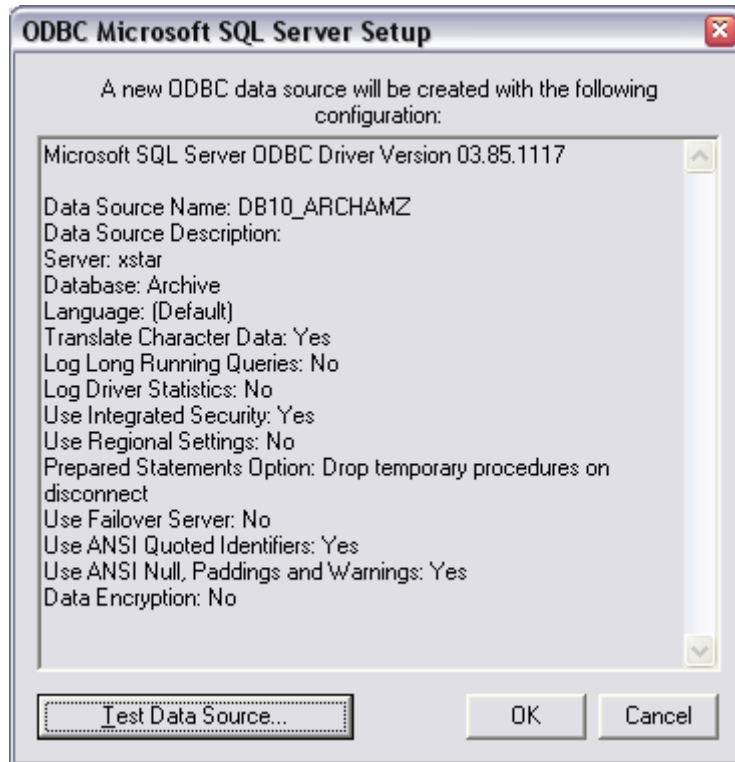 ODBC Microsoft SQL Server Setup
A new ODBC data source will be created with the following
configuration:
Microsoft SQL Server ODBC Driver Version 03.85.1117
Data Source Name: DB10_ARCHAMZ
Data Source Description:
Server: xstar
Database: Archive
Language: (Default)
Translate Character Data: Yes
Log Long Running Queries: No
Log Driver Statistics: No
Use Integrated Security: Yes
Use Regional Settings: No
Prepared Statements Option: Drop temporary procedures on
disconnect
Use Failover Server: No
Use ANSI Quoted Identifiers: Yes
Use ANSI Null, Paddings and Warnings: Yes
Data Encryption: No
Test Data Source... OK Cancel